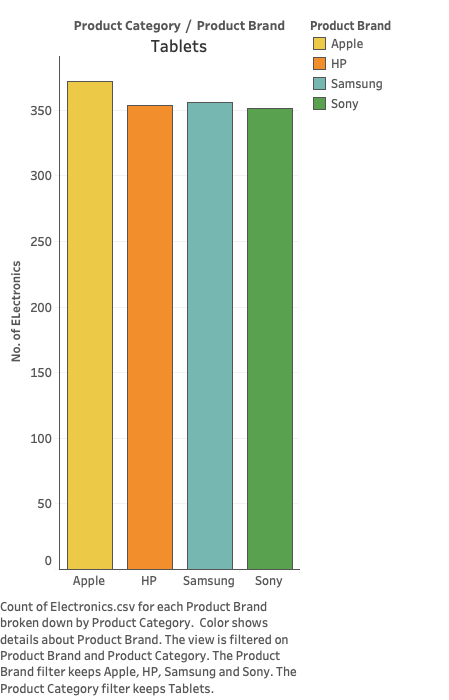 Product Category / Product Brand
Tablets
Product Brand
Apple
HP
Samsung
Sony
No. of ELectronics
350
300
250
200
150
100
50
0
Apple HP Samsung Sony
Count of Electronics.csv for each Product Brand
broken down by Product Category.  Color shows
details about Product Brand. The view is filtered on
Product Brand and Product Category. The Product
Brand filter keeps Apple, HP, Samsung and Sony. The
Product Category filter keeps Tablets.